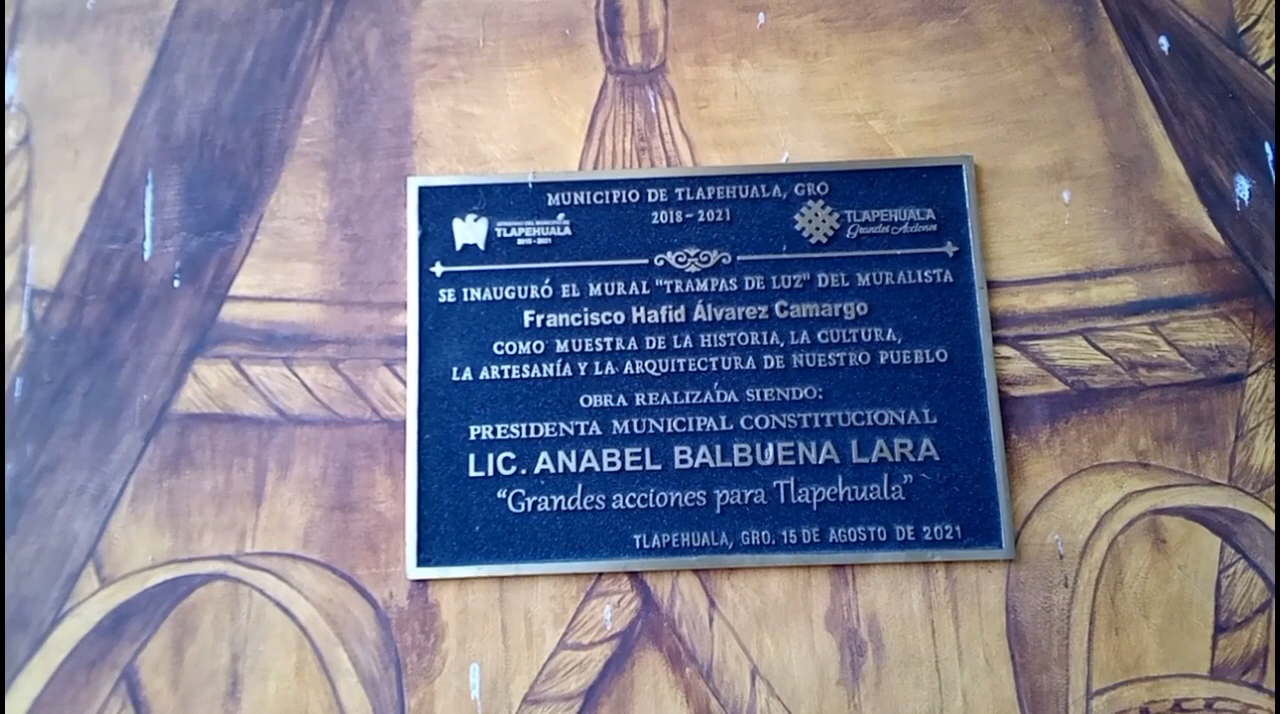 MUNICIPIO DE TLAPEHUALA, GRO
2018-2021
TLAPEHUALA
2018-2021
TLAPEHUALA
Grandes Acciones
SE INAUGURÓ EL MURAL "TRAMPAS DE LUZ" DEL MURALISTA
Francisco Hafid Álvarez Camargo
COMO MUESTRA DE LA HISTORIA, LA CULTURA,
LA ARTESANÍA Y LA ARQUITECTURA DE NUESTRO PUEBLO
OBRA REALIZADA SIENDO:
PRESIDENTA MUNICIPAL CONSTITUCIONAL
LIC. ANABEL BALBUENA LARA
"Grandes acciones para Tlapehuala"
TLAPEHUALA, GRO. 15 DE AGOSTO DE 2021